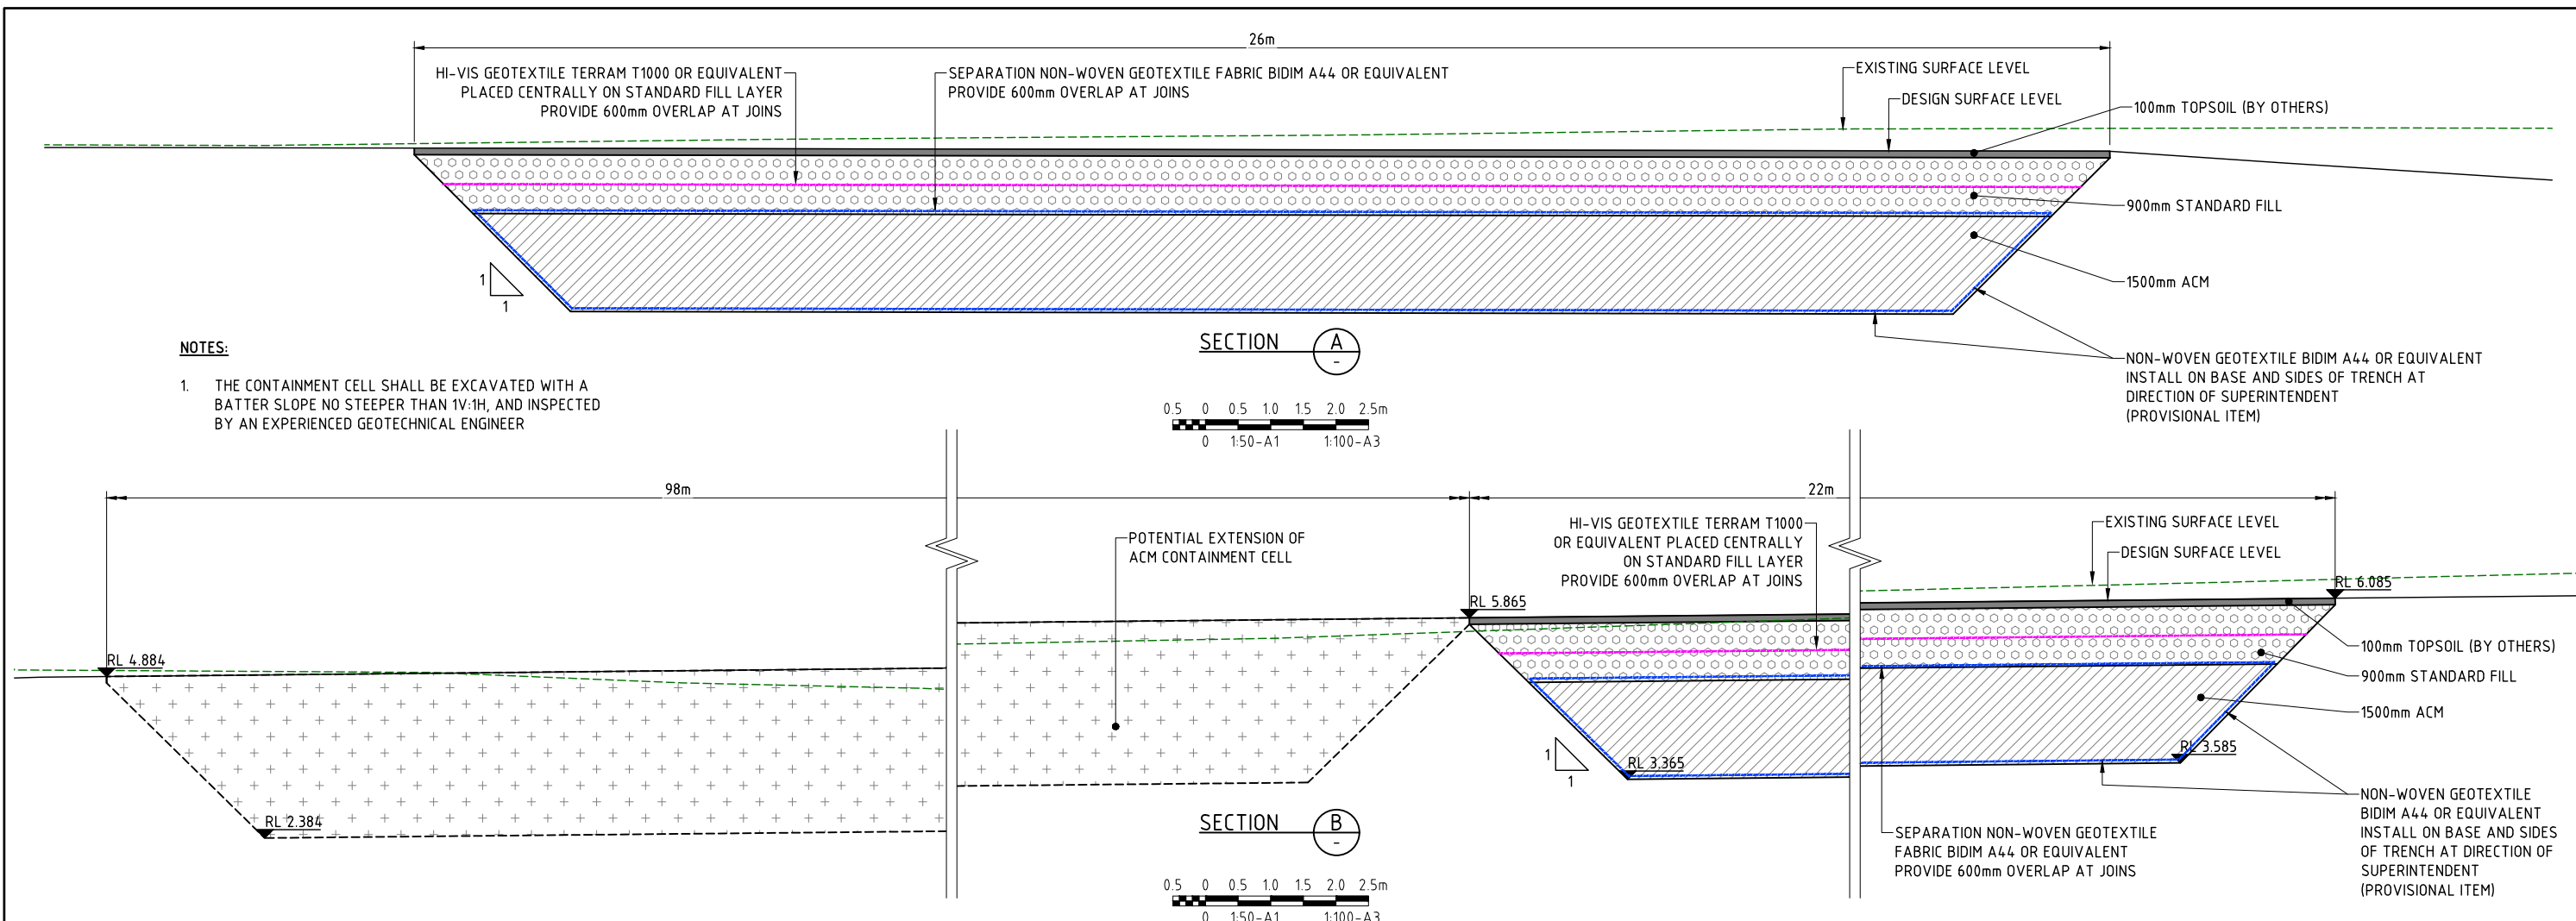 26m
HI-VIS GEOTEXTILE TERRAM T1000 OR EQUIVALENT
PLACED CENTRALLY ON STANDARD FILL LAYER
PROVIDE 600mm OVERLAP AT JOINS
SEPARATION NON-WOVEN GEOTEXTILE FABRIC BIDIM A44 OR EQUIVALENT
PROVIDE 600mm OVERLAP AT JOINS
EXISTING SURFACE LEVEL
DESIGN SURFACE LEVEL
100mm TOPSOIL (BY OTHERS)
900mm STANDARD FILL
1500mm ACM
1
1
NON-WOVEN GEOTEXTILE BIDIM A44 OR EQUIVALENT
INSTALL ON BASE AND SIDES OF TRENCH AT
DIRECTION OF SUPERINTENDENT
(PROVISIONAL ITEM)
SECTION A
-
NOTES:
1. THE CONTAINMENT CELL SHALL BE EXCAVATED WITH A
BATTER SLOPE NO STEEPER THAN 1V:1H, AND INSPECTED
BY AN EXPERIENCED GEOTECHNICAL ENGINEER
0.5 0 0.5 1.0 1.5 2.0 2.5m
0 1:50-A1 1:100-A3
98m
22m
POTENTIAL EXTENSION OF
ACM CONTAINMENT CELL
HI-VIS GEOTEXTILE TERRAM T1000
OR EQUIVALENT PLACED CENTRALLY
ON STANDARD FILL LAYER
PROVIDE 600mm OVERLAP AT JOINS
EXISTING SURFACE LEVEL
DESIGN SURFACE LEVEL
RL 6.085
RL 5.865
RL 4.884
100mm TOPSOIL (BY OTHERS)
900mm STANDARD FILL
1500mm ACM
RL 3.585
RL 3.365
1
1
RL 2.384
NON-WOVEN GEOTEXTILE
BIDIM A44 OR EQUIVALENT
INSTALL ON BASE AND SIDES
OF TRENCH AT DIRECTION OF
SUPERINTENDENT
(PROVISIONAL ITEM)
SEPARATION NON-WOVEN GEOTEXTILE
FABRIC BIDIM A44 OR EQUIVALENT
PROVIDE 600mm OVERLAP AT JOINS
SECTION B
-
0.5 0 0.5 1.0 1.5 2.0 2.5m
0 1:50-A1 1:100-A3